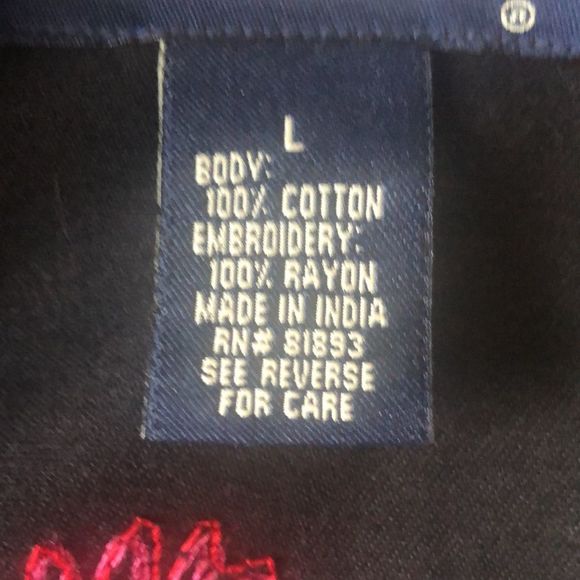 ®
L
BODY:
100% COTTON
EMBROIDERY:
100% RAYON
MADE IN INDIA
RN# 81893
SEE REVERSE
FOR CARE